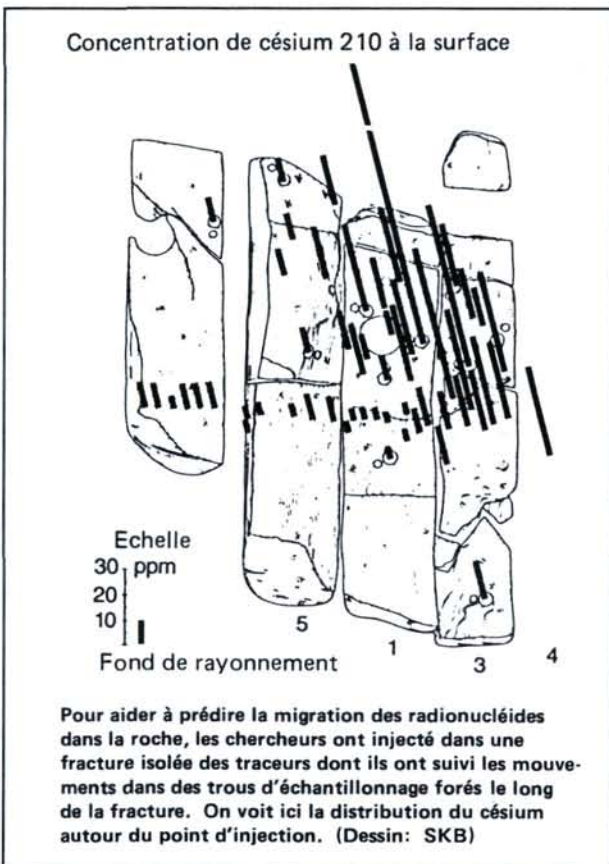 Concentration de césium 210 à la surface
Echelle
30 ppm
20
10
Fond de rayonnement
5
1
3
4
Pour aider à prédire la migration des radionucléides
dans la roche, les chercheurs ont injecté dans une
fracture isolée des traceurs dont ils ont suivi les mouve-
ments dans des trous d'échantillonnage forés le long
de la fracture. On voit ici la distribution du césium
autour du point d'injection. (Dessin: SKB)